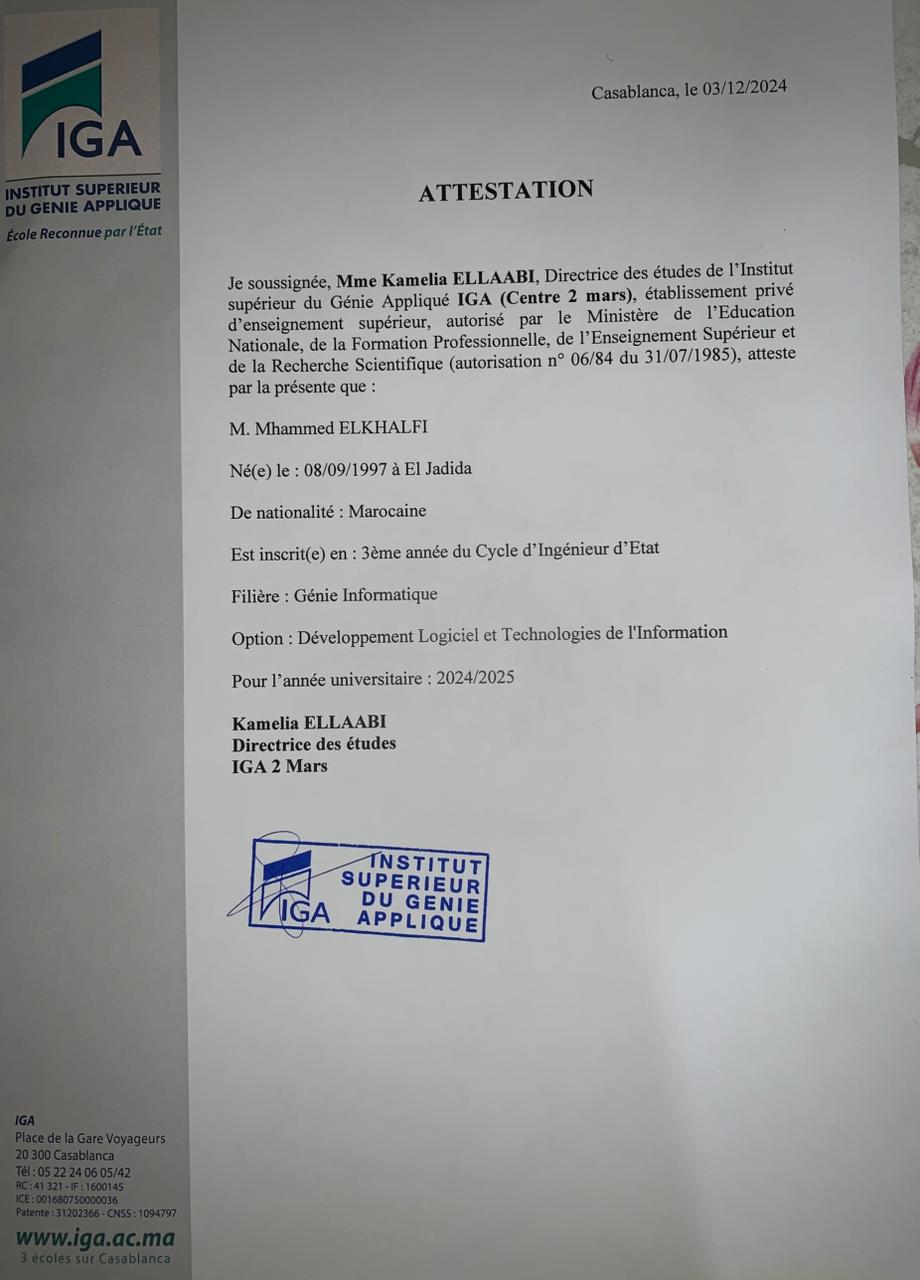 IGA
INSTITUT SUPERIEUR
DU GENIE APPLIQUE
École Reconnue par l'État
Casablanca, le 03/12/2024
ATTESTATION
Je soussignée, Mme Kamelia ELLAABI, Directrice des études de l'Institut
supérieur du Génie Appliqué IGA (Centre 2 mars), établissement privé
d'enseignement supérieur, autorisé par le Ministère de l'Education
Nationale, de la Formation Professionnelle, de l'Enseignement Supérieur et
de la Recherche Scientifique (autorisation n° 06/84 du 31/07/1985), atteste
par la présente que :
M. Mhammed ELKHALFI
Né(e) le : 08/09/1997 à El Jadida
De nationalité : Marocaine
Est inscrit(e) en : 3ème année du Cycle d'Ingénieur d'Etat
Filière : Génie Informatique
Option : Développement Logiciel et Technologies de l'Information
Pour l'année universitaire : 2024/2025
Kamelia ELLAABI
Directrice des études
IGA 2 Mars
IGA
INSTITUT
SUPERIEUR
DU GENIE
APPLIQUE
IGA
Place de la Gare Voyageurs
20 300 Casablanca
Tél : 05 22 24 06 05/42
RC : 41 321 - IF : 1600145
ICE : 001680750000036
Patente : 31202366 - CNSS : 1094797
www.iga.ac.ma
3 écoles sur Casablanca